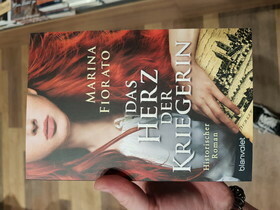 MARINA
FIORATO
DAS
HERZ
DER
KRIEGERIN
Historischer
Roman
blanvalet